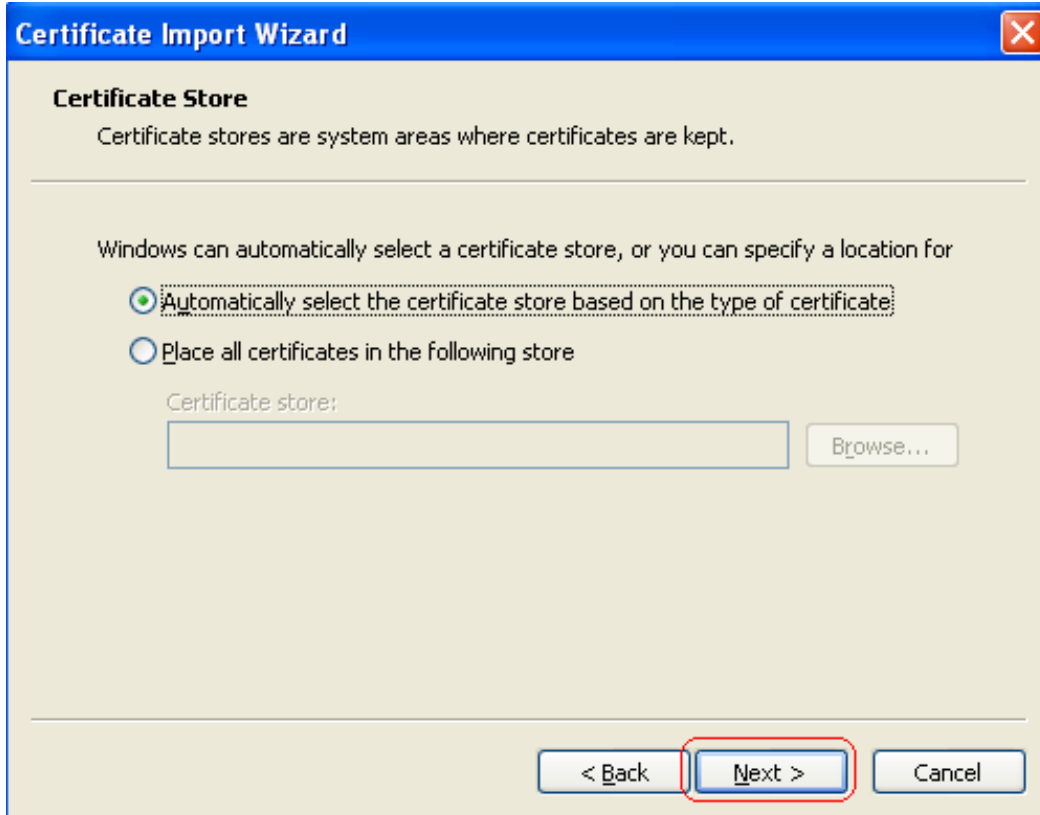 Certificate Import Wizard
Certificate Store
Certificate stores are system areas where certificates are kept.
Windows can automatically select a certificate store, or you can specify a location for
Automatically select the certificate store based on the type of certificate
Place all certificates in the following store
Certificate store:
Browse...
< Back
Next >
Cancel